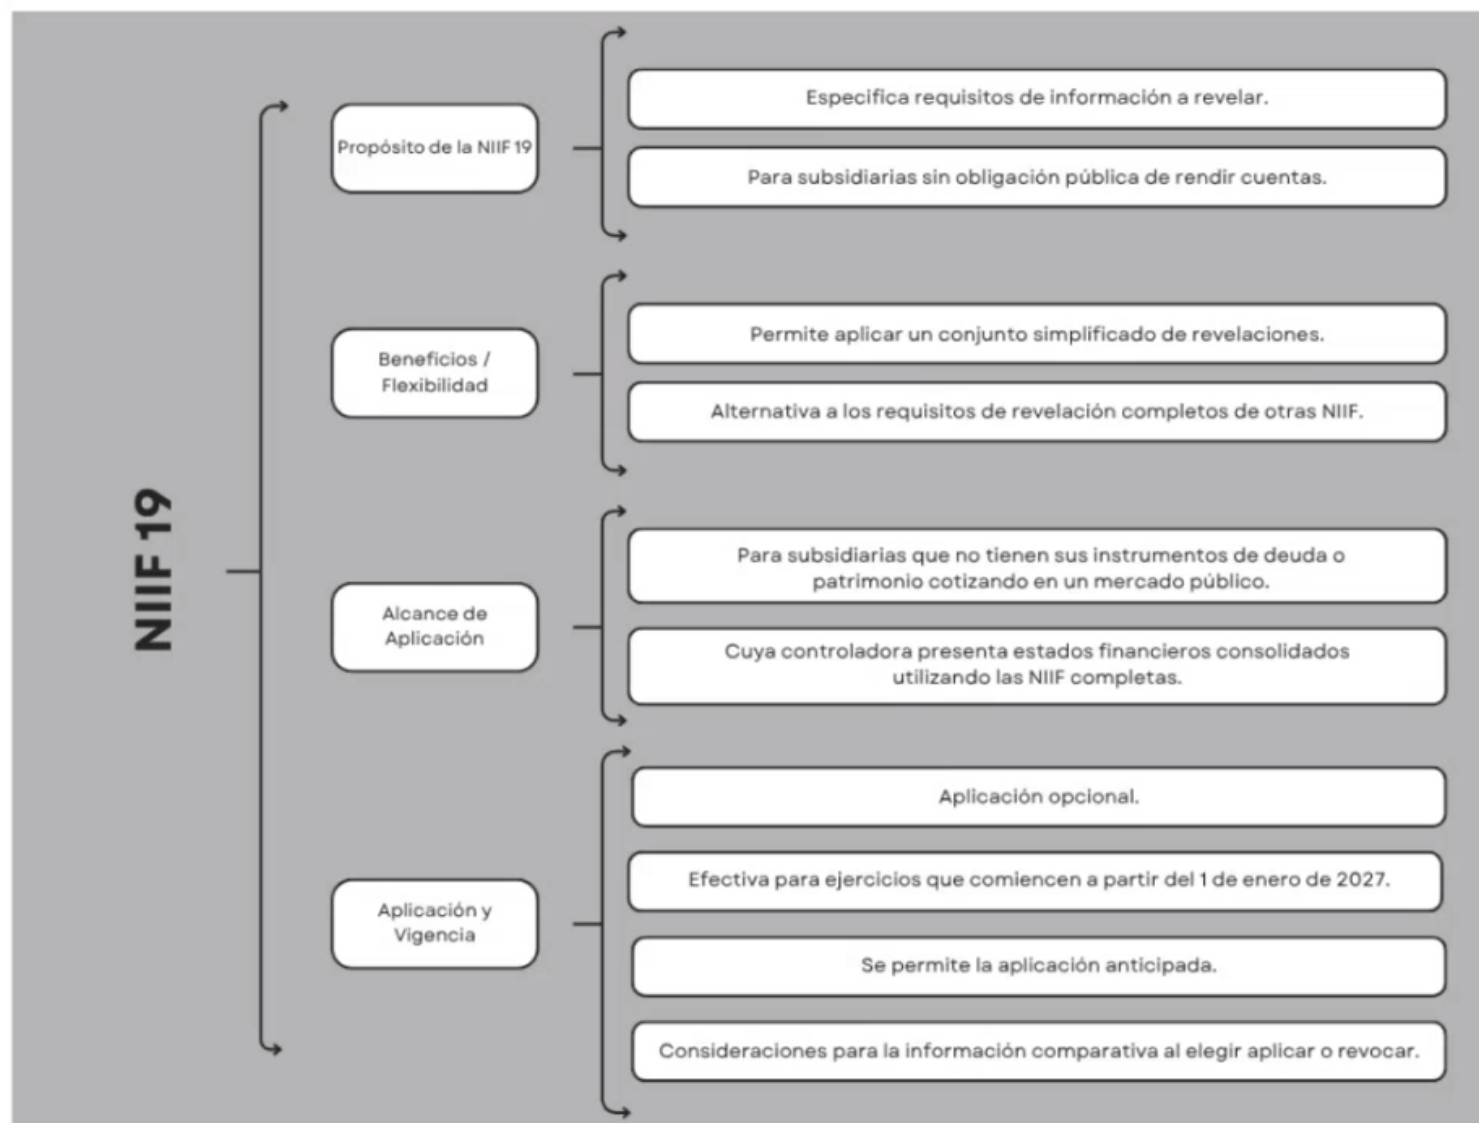 NIIF 19
Propósito de la NIIF 19
Especifica requisitos de información a revelar.
Para subsidiarias sin obligación pública de rendir cuentas.
Beneficios /
Flexibilidad
Permite aplicar un conjunto simplificado de revelaciones.
Alternativa a los requisitos de revelación completos de otras NIIF.
Alcance de
Aplicación
Para subsidiarias que no tienen sus instrumentos de deuda o
patrimonio cotizando en un mercado público.
Cuya controladora presenta estados financieros consolidados
utilizando las NIIF completas.
Aplicación y
Vigencia
Aplicación opcional.
Efectiva para ejercicios que comiencen a partir del 1 de enero de 2027.
Se permite la aplicación anticipada.
Consideraciones para la información comparativa al elegir aplicar o revocar.